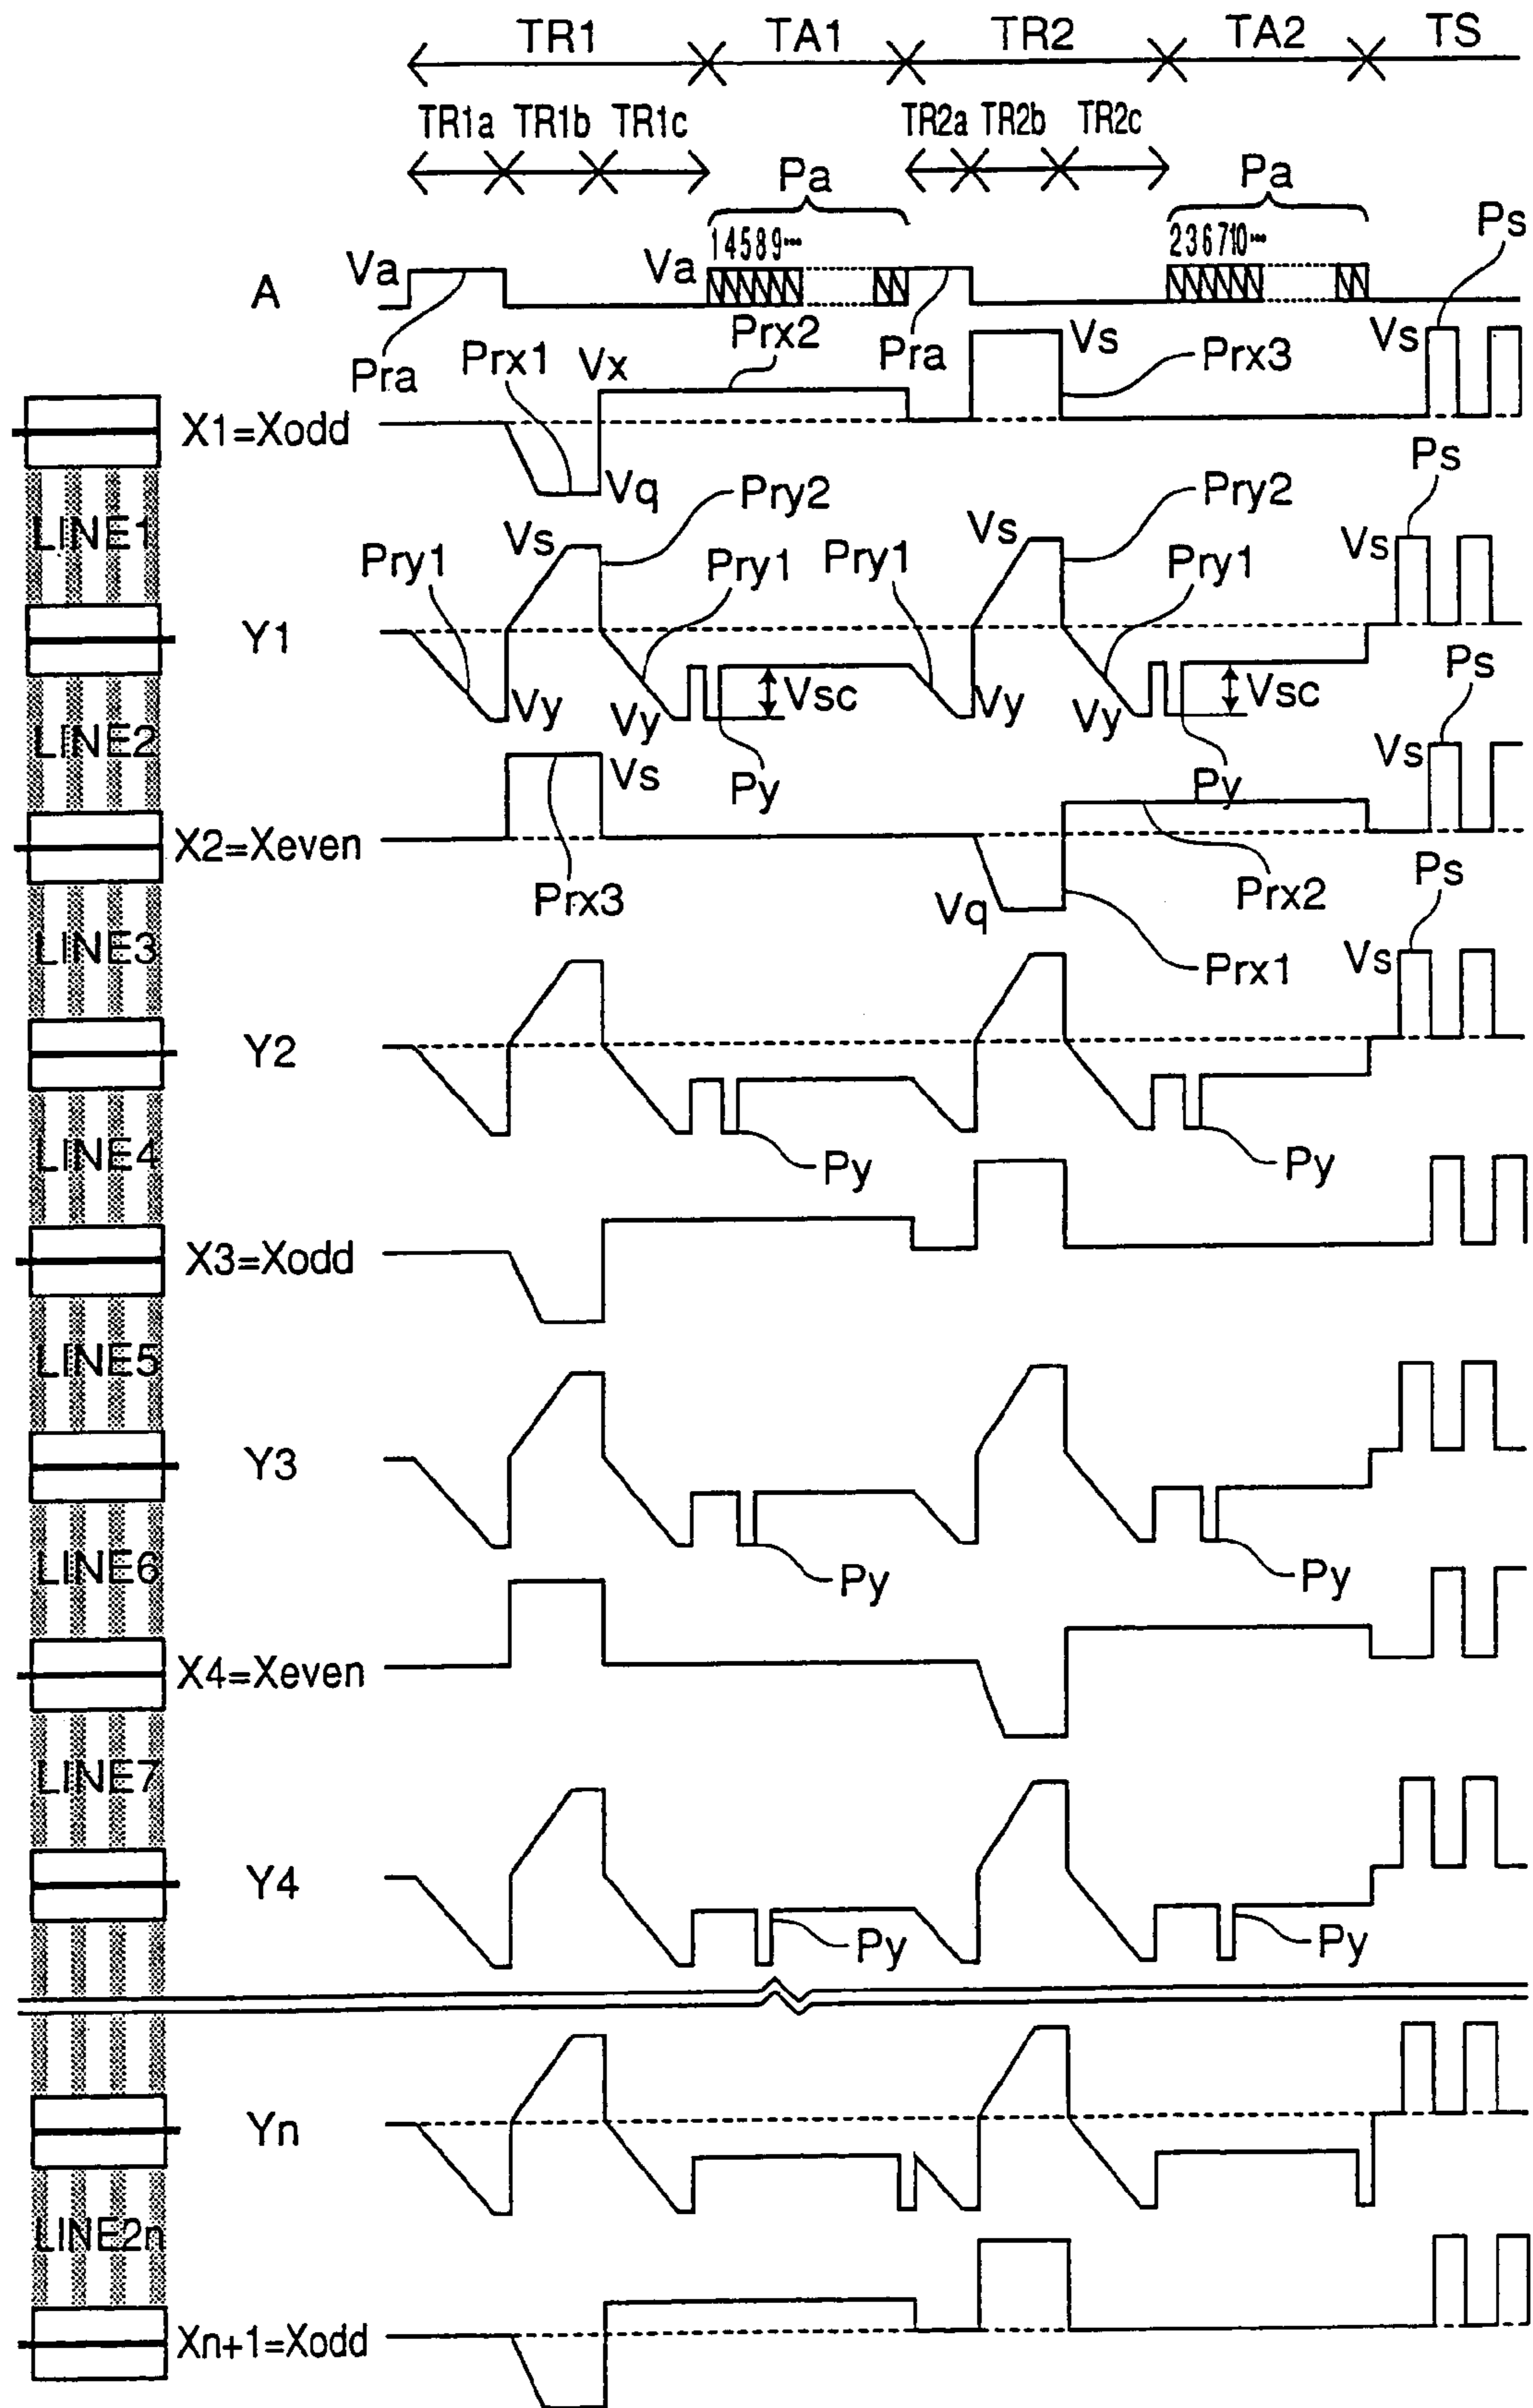 TR1 TA1 TR2 TA2 TS
TR1a TR1b TR1c TR2a TR2b TR2c
Pa Pa
14589··· 236710··· Ps
A Va Va
Pra Prx1 Vx Prx2 Pra Vs Prx3 Vs
X1=Xodd
Vq Ps
LINE1
Pry1 Vs Pry2 Pry1 Pry1 Vs Pry2 Pry1 Vs
Y1
Vy Vy Vsc Vy Vy Vsc Ps
LINE2
Vs Py Py Vs
X2=Xeven
Prx3 Vq Prx2 Ps
LINE3
Prx1 Vs
Y2
LINE4
Py Py
X3=Xodd
LINE5
Y3
LINE6
Py Py
X4=Xeven
LINE7
Y4
Py Py
Yn
LINE2n
Xn+1=Xodd